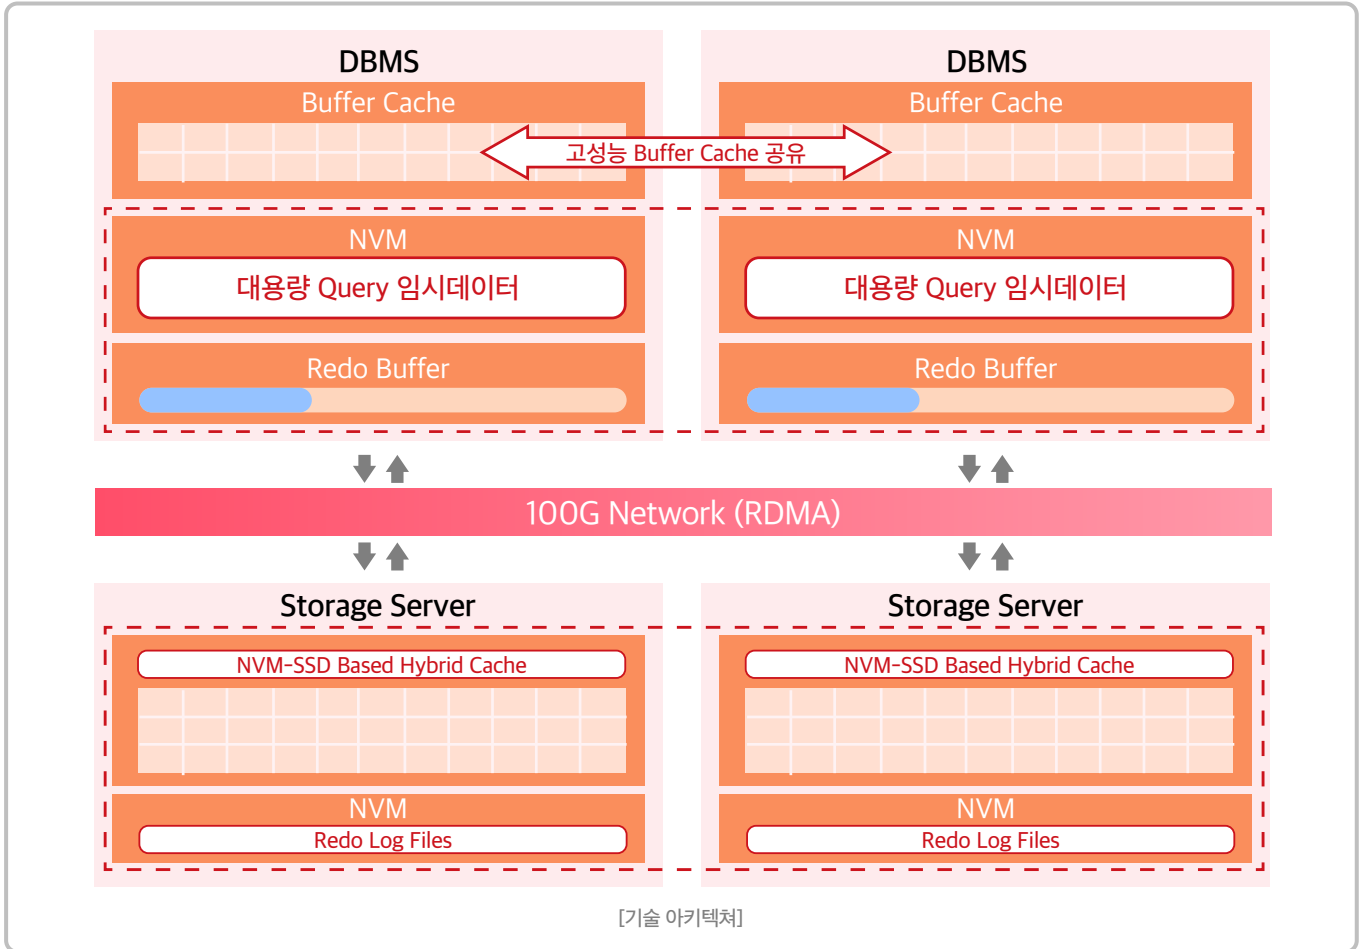 DBMS
Buffer Cache
DBMS
Buffer Cache
고성능 Buffer Cache 공유
NVM
대용량 Query 임시데이터
NVM
대용량 Query 임시데이터
Redo Buffer
Redo Buffer
100G Network (RDMA)
Storage Server
NVM-SSD Based Hybrid Cache
NVM
Redo Log Files
Storage Server
NVM-SSD Based Hybrid Cache
NVM
Redo Log Files
[기술 아키텍쳐]